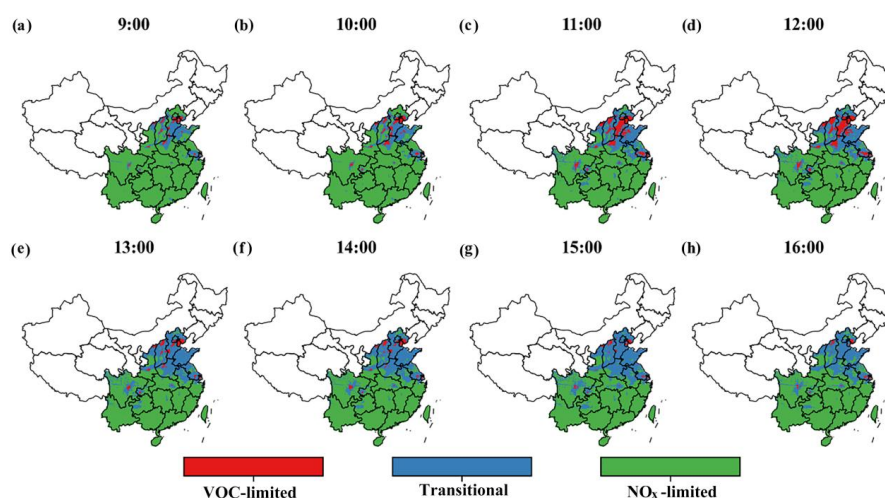 (a) 9:00 (b) 10:00 (c) 11:00 (d) 12:00
(e) 13:00 (f) 14:00 (g) 15:00 (h) 16:00
VOC-limited Transitional NOx-limited